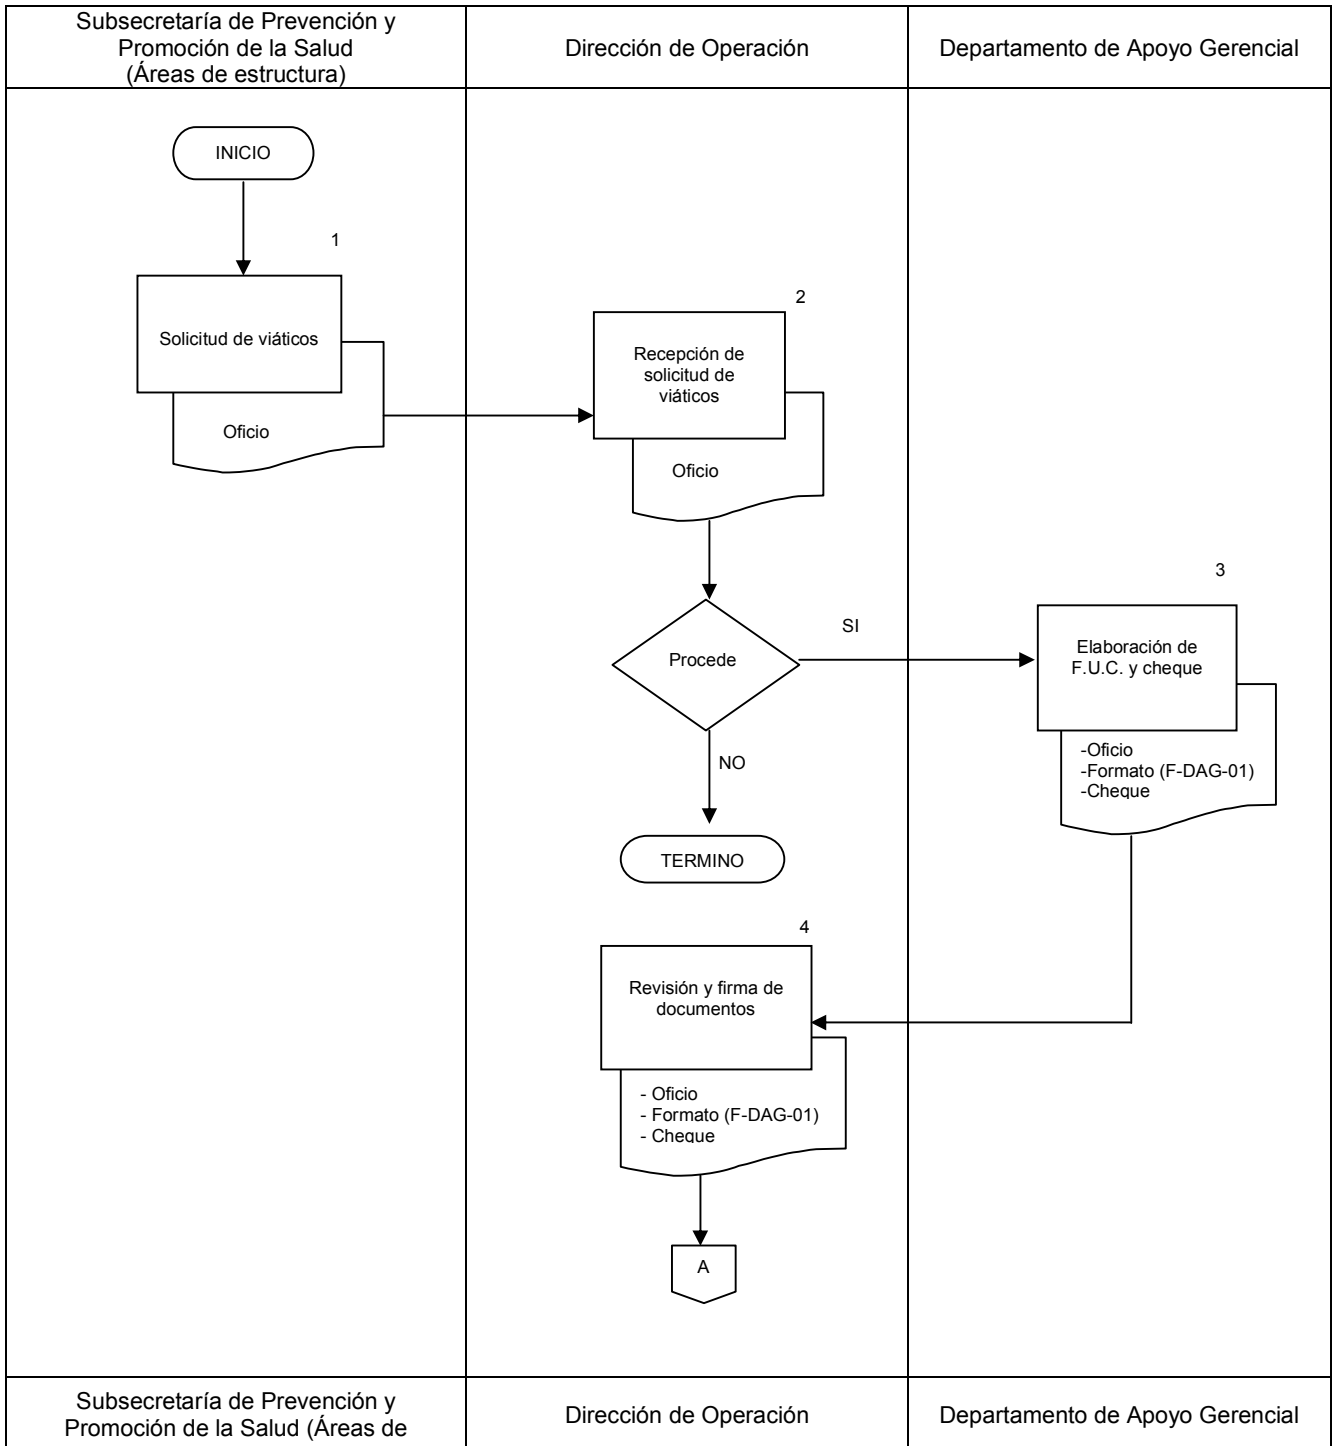 Subsecretaría de Prevención y
Promoción de la Salud
(Áreas de estructura)
Dirección de Operación
Departamento de Apoyo Gerencial
INICIO
1
Solicitud de viáticos
Oficio
2
Recepción de
solicitud de
viáticos
Oficio
Procede
SI
NO
TERMINO
3
Elaboración de
F.U.C. y cheque
-Oficio
-Formato (F-DAG-01)
-Cheque
4
Revisión y firma de
documentos
- Oficio
- Formato (F-DAG-01)
- Cheque
A
Subsecretaría de Prevención y
Promoción de la Salud (Áreas de
Dirección de Operación
Departamento de Apoyo Gerencial